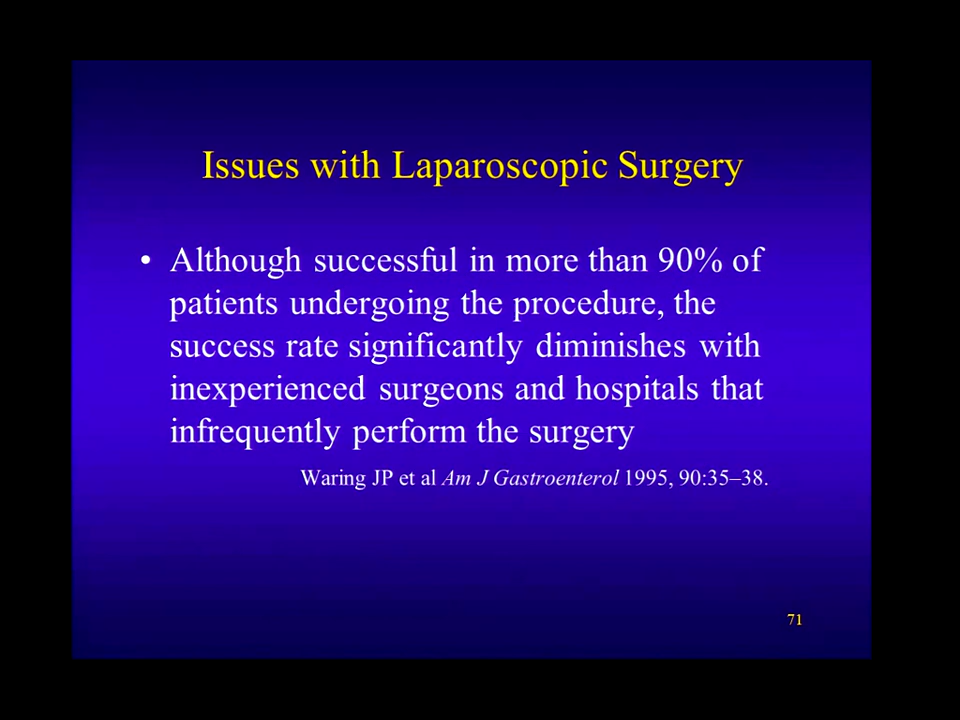 Issues with Laparoscopic Surgery
• Although successful in more than 90% of
patients undergoing the procedure, the
success rate significantly diminishes with
inexperienced surgeons and hospitals that
infrequently perform the surgery
Waring JP et al Am J Gastroenterol 1995, 90:35–38.
71